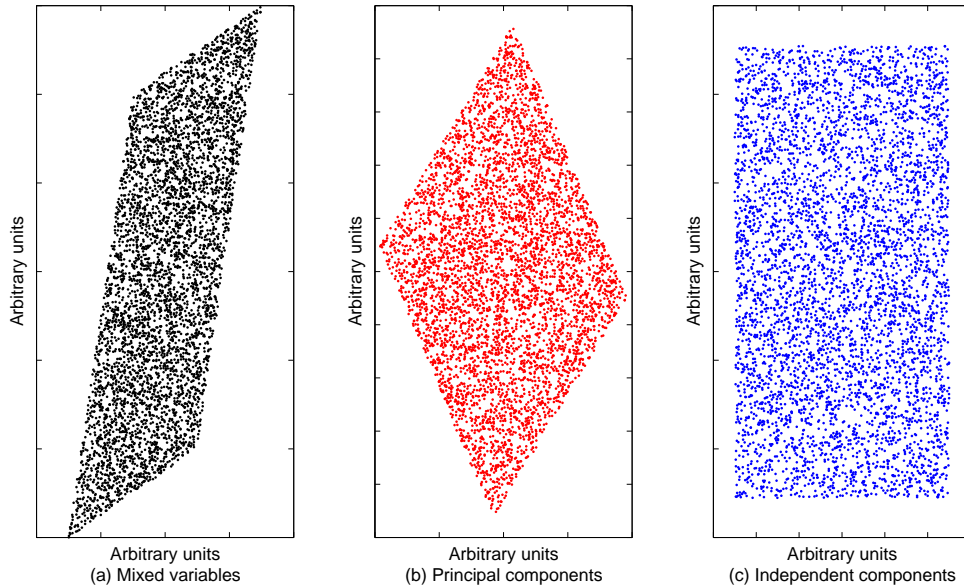 Arbitrary units
Arbitrary units
(a) Mixed variables
Arbitrary units
Arbitrary units
(b) Principal components
Arbitrary units
Arbitrary units
(c) Independent components